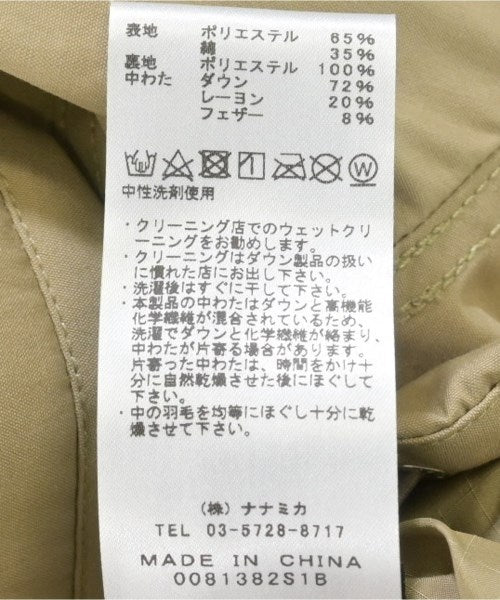 表地 ポリエステル 65%
綿 35%
裏地 ポリエステル 100%
中わた ダウン 72%
レーヨン 20%
フェザー 8%
W
中性洗剤使用
・クリーニング店でのウェットクリ
ーニングをお勧めします。
・クリーニングはダウン製品の扱い
に慣れた店にお出し下さい。
・洗濯後はすぐに干して下さい。
・本製品の中わたはダウンと高機能
化学繊維が混合されているため、
洗濯でダウンと化学繊維が絡まり、
中わたが片寄る場合があります。
片寄った中わたは、時間をかけ十
分に自然乾燥させた後にほぐして
下さい。
・中の羽毛を均等にほぐし十分に乾
燥させて下さい。
(株) ナナミカ
TEL 03-5728-8717
MADE IN CHINA
0081382S1B